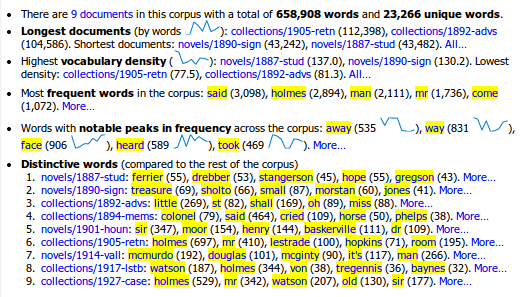 There are 9 documents in this corpus with a total of 658,908 words and 23,266 unique words.
Longest documents (by words ): collections/1905-retn (112,398), collections/1892-advs
(104,586). Shortest documents: novels/1890-sign (43,242), novels/1887-stud (43,482). All...
Highest vocabulary density ( ): novels/1887-stud (137.0), novels/1890-sign (130.2). Lowest
density: collections/1905-retn (77.5), collections/1892-advs (81.3). All...
Most frequent words in the corpus: said (3,098), holmes (2,894), man (2,111), mr (1,736), come
(1,072). More...
Words with notable peaks in frequency across the corpus: away (535 ), way (831 ),
face (906 ), heard (589 ), took (469 ). More...
Distinctive words (compared to the rest of the corpus)
1. novels/1887-stud: ferrier (55), drebber (53), stangerson (45), hope (55), gregson (43). More...
2. novels/1890-sign: treasure (69), sholto (66), small (87), morstan (60), jones (41). More...
3. collections/1892-advs: little (269), st (82), shall (169), oh (89), miss (88). More...
4. collections/1894-mems: colonel (79), said (464), cried (109), horse (50), phelps (38). More...
5. novels/1901-houn: sir (347), moor (154), henry (144), baskerville (111), dr (109). More...
6. collections/1905-retn: holmes (697), mr (410), lestrade (100), hopkins (71), room (195). More...
7. novels/1914-vall: mcmurdo (192), douglas (101), mcginty (90), it's (117), man (266). More...
8. collections/1917-lstb: watson (187), holmes (344), von (38), tregennis (36), baynes (32). More...
9. collections/1927-case: holmes (529), mr (342), watson (207), old (130), sir (177). More...